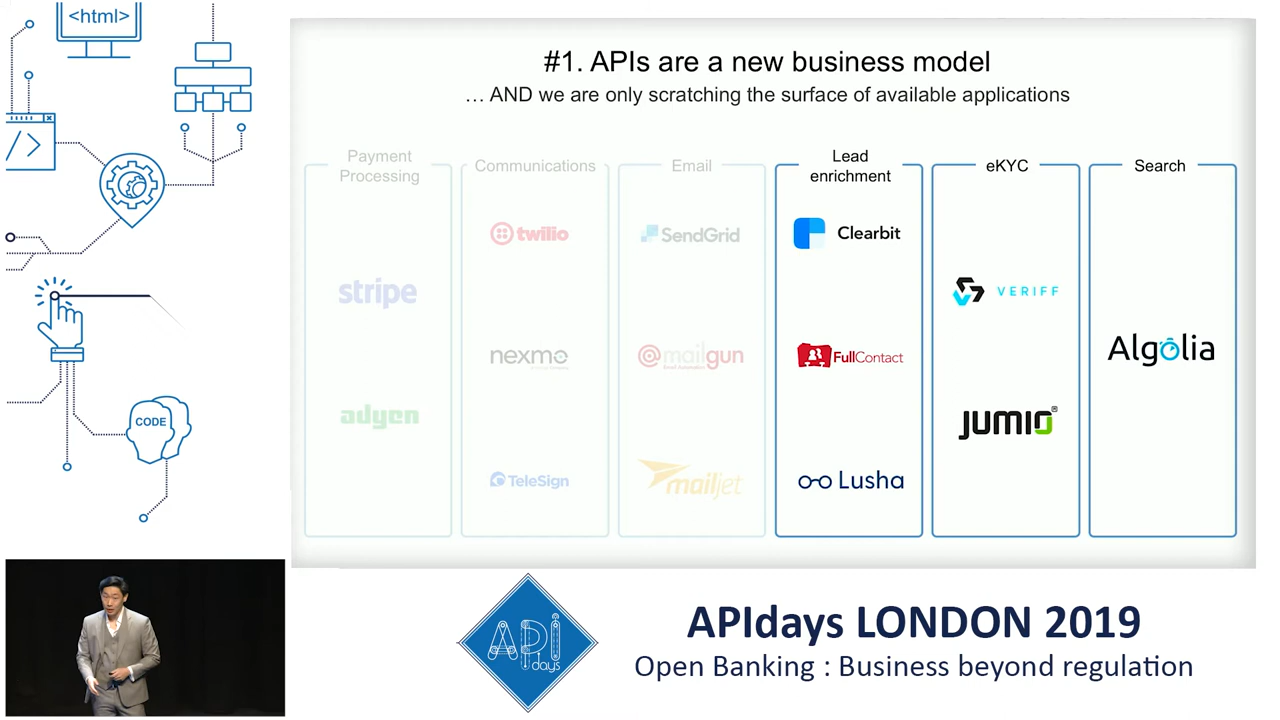 <html>
#1. APIs are a new business model
… AND we are only scratching the surface of available applications
Payment
Processing
stripe
adyen
Communications
twilio
nexmo
TeleSign
Email
SendGrid
@mailgun
mailjet
Lead
enrichment
Clearbit
FullContact
Lusha
eKYC
VERIFF
JUMIO
Search
Algolia
</>
CODE
API
days
APIdays LONDON 2019
Open Banking : Business beyond regulation